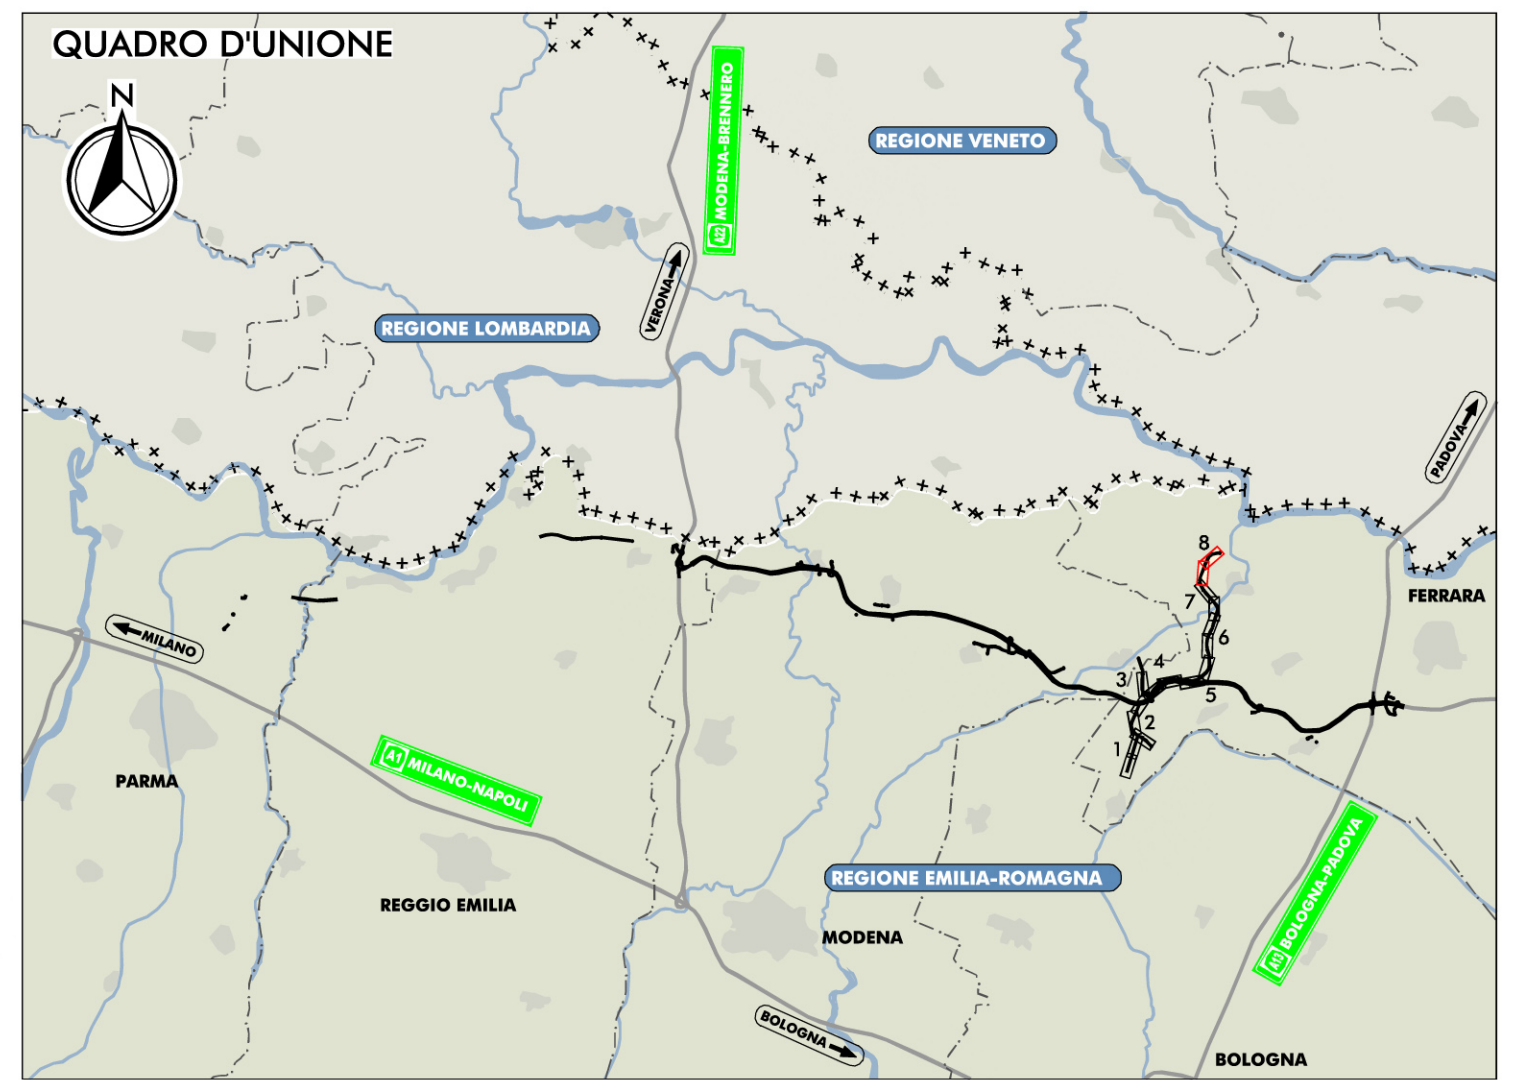 QUADRO D'UNIONE
N
A22 MODENA-BRENNERO
REGIONE VENETO
VERONA
REGIONE LOMBARDIA
PADOVA
8
FERRARA
7
MILANO
6
4
3
5
2
1
PARMA
A1 MILANO-NAPOLI
A13 BOLOGNA-PADOVA
REGIONE EMILIA-ROMAGNA
REGGIO EMILIA
MODENA
BOLOGNA
BOLOGNA